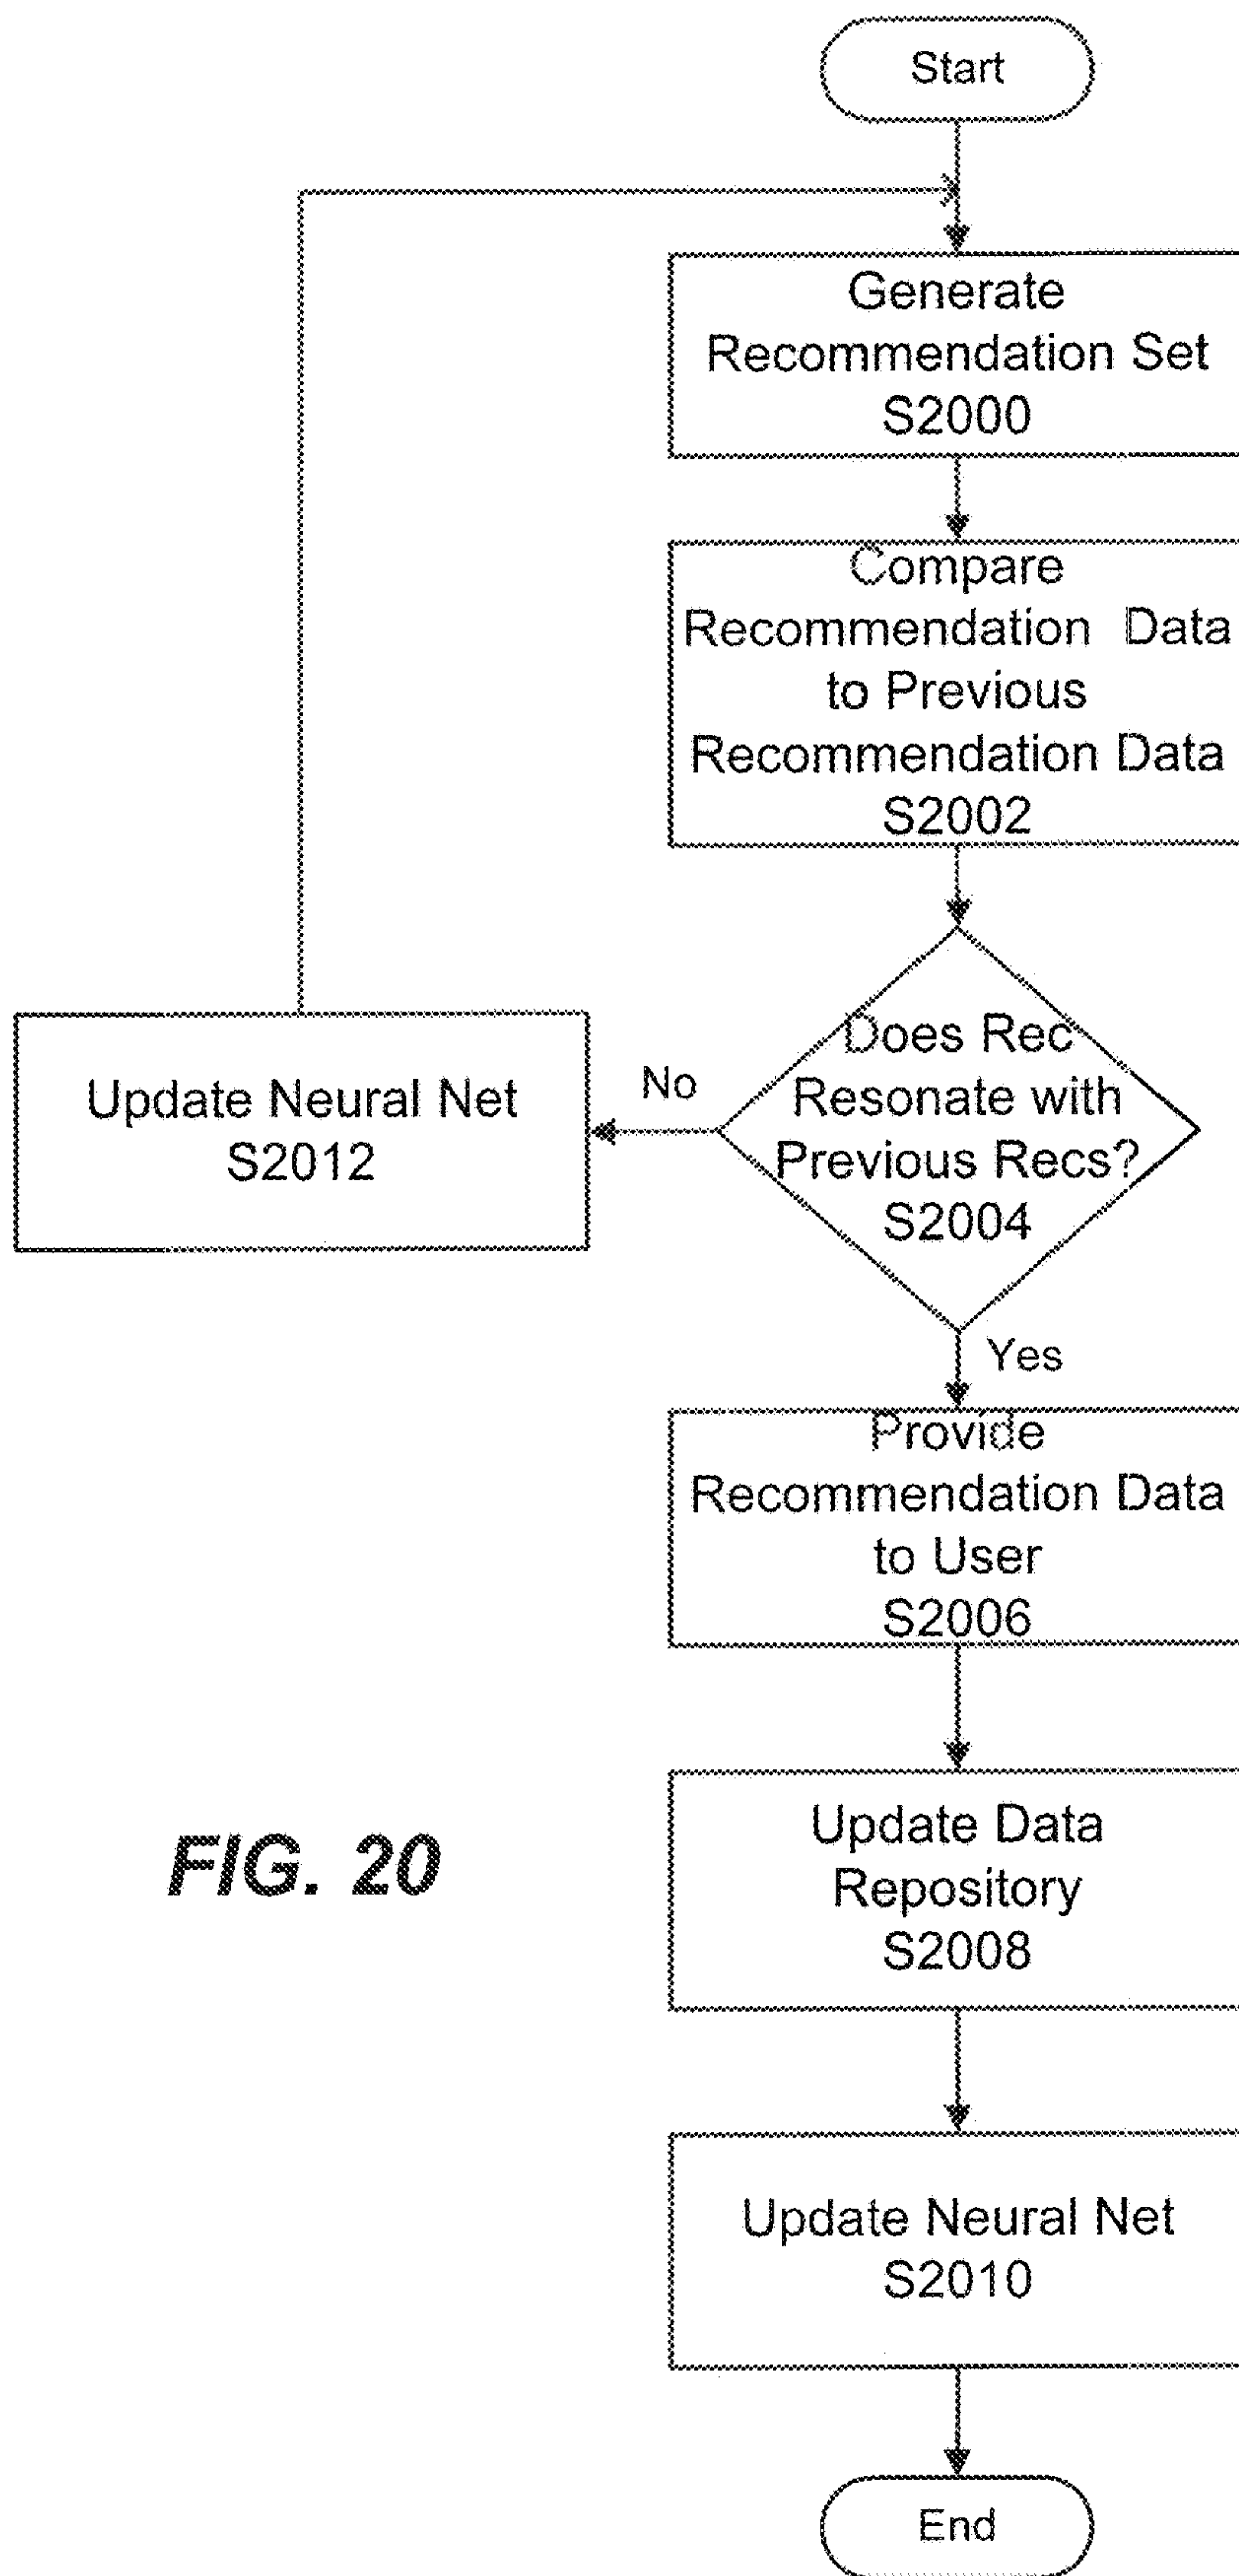 Start
Generate
Recommendation Set
S2000
Compare
Recommendation Data
to Previous
Recommendation Data
S2002
Does Rec
Resonate with
Previous Recs?
S2004
No
Update Neural Net
S2012
Yes
Provide
Recommendation Data
to User
S2006
Update Data
Repository
S2008
FIG. 20
Update Neural Net
S2010
End